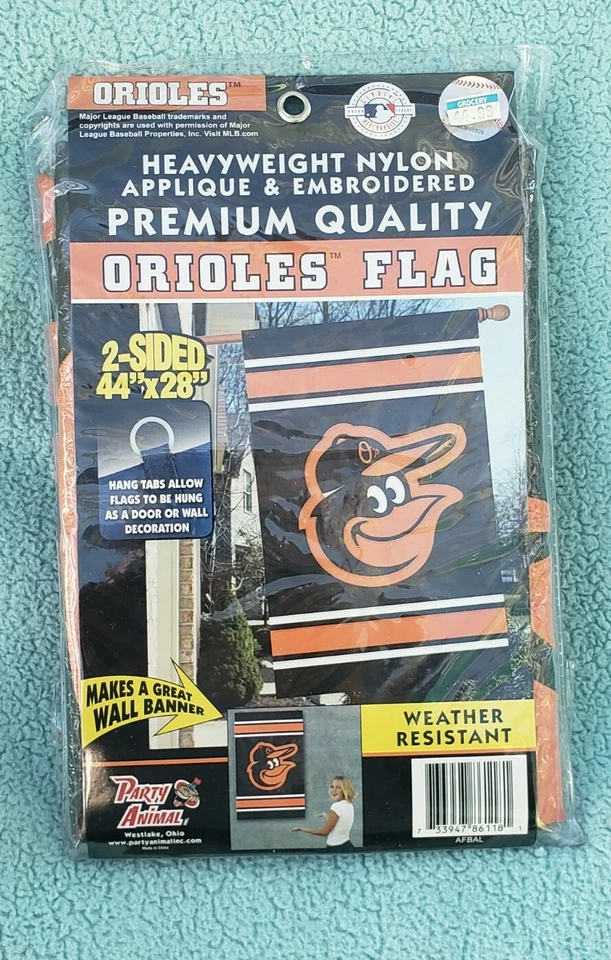 ORIOLES™
Major League Baseball trademarks and
copyrights are used with permission of Major
League Baseball Properties, Inc. Visit MLB.com
GROCERY
HEAVYWEIGHT NYLON
APPLIQUE & EMBROIDERED
PREMIUM QUALITY
ORIOLES™ FLAG
2-SIDED
44"x28"
HANG TABS ALLOW
FLAGS TO BE HUNG
AS A DOOR OR WALL
DECORATION
MAKES A GREAT
WALL BANNER
WEATHER
RESISTANT
PARTY
ANIMAL
Westlake, Ohio
www.partyanimalinc.com
Made in China
7 33947 86118 1
AFBAL